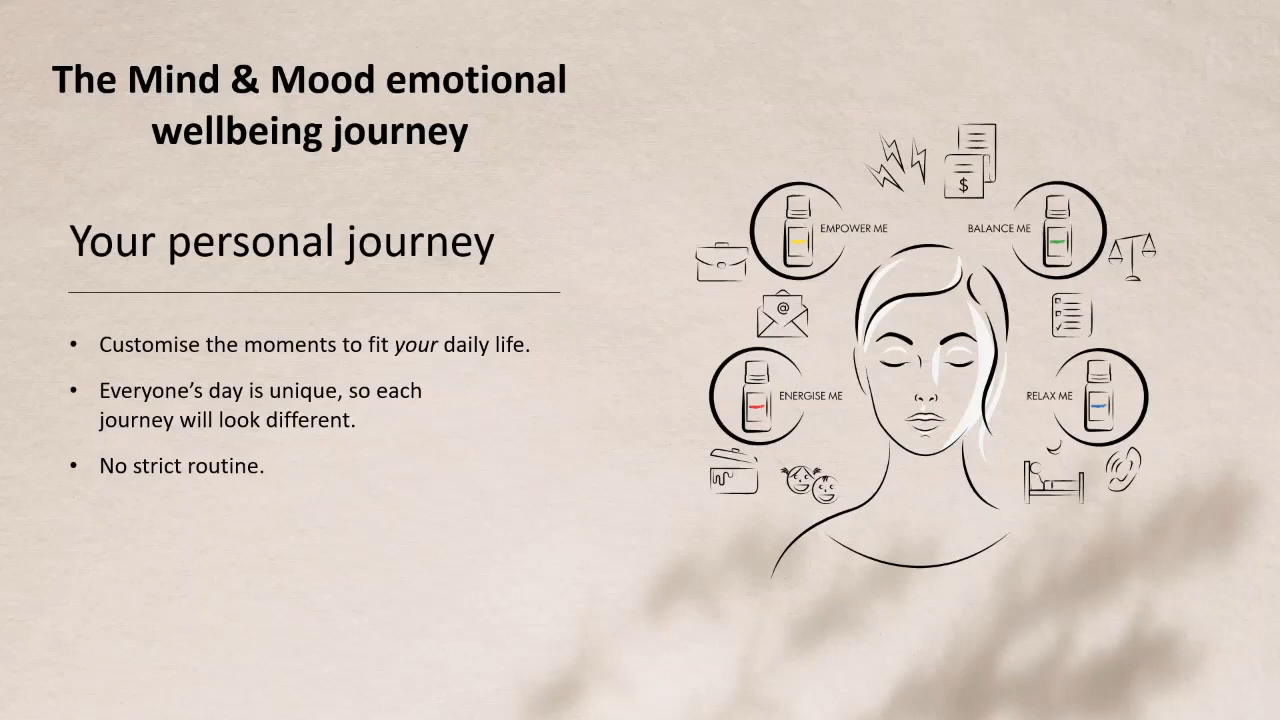 The Mind & Mood emotional
wellbeing journey
Your personal journey
• Customise the moments to fit your daily life.
• Everyone’s day is unique, so each
journey will look different.
• No strict routine.
$
EMPOWER ME
BALANCE ME
@
ENERGISE ME
RELAX ME